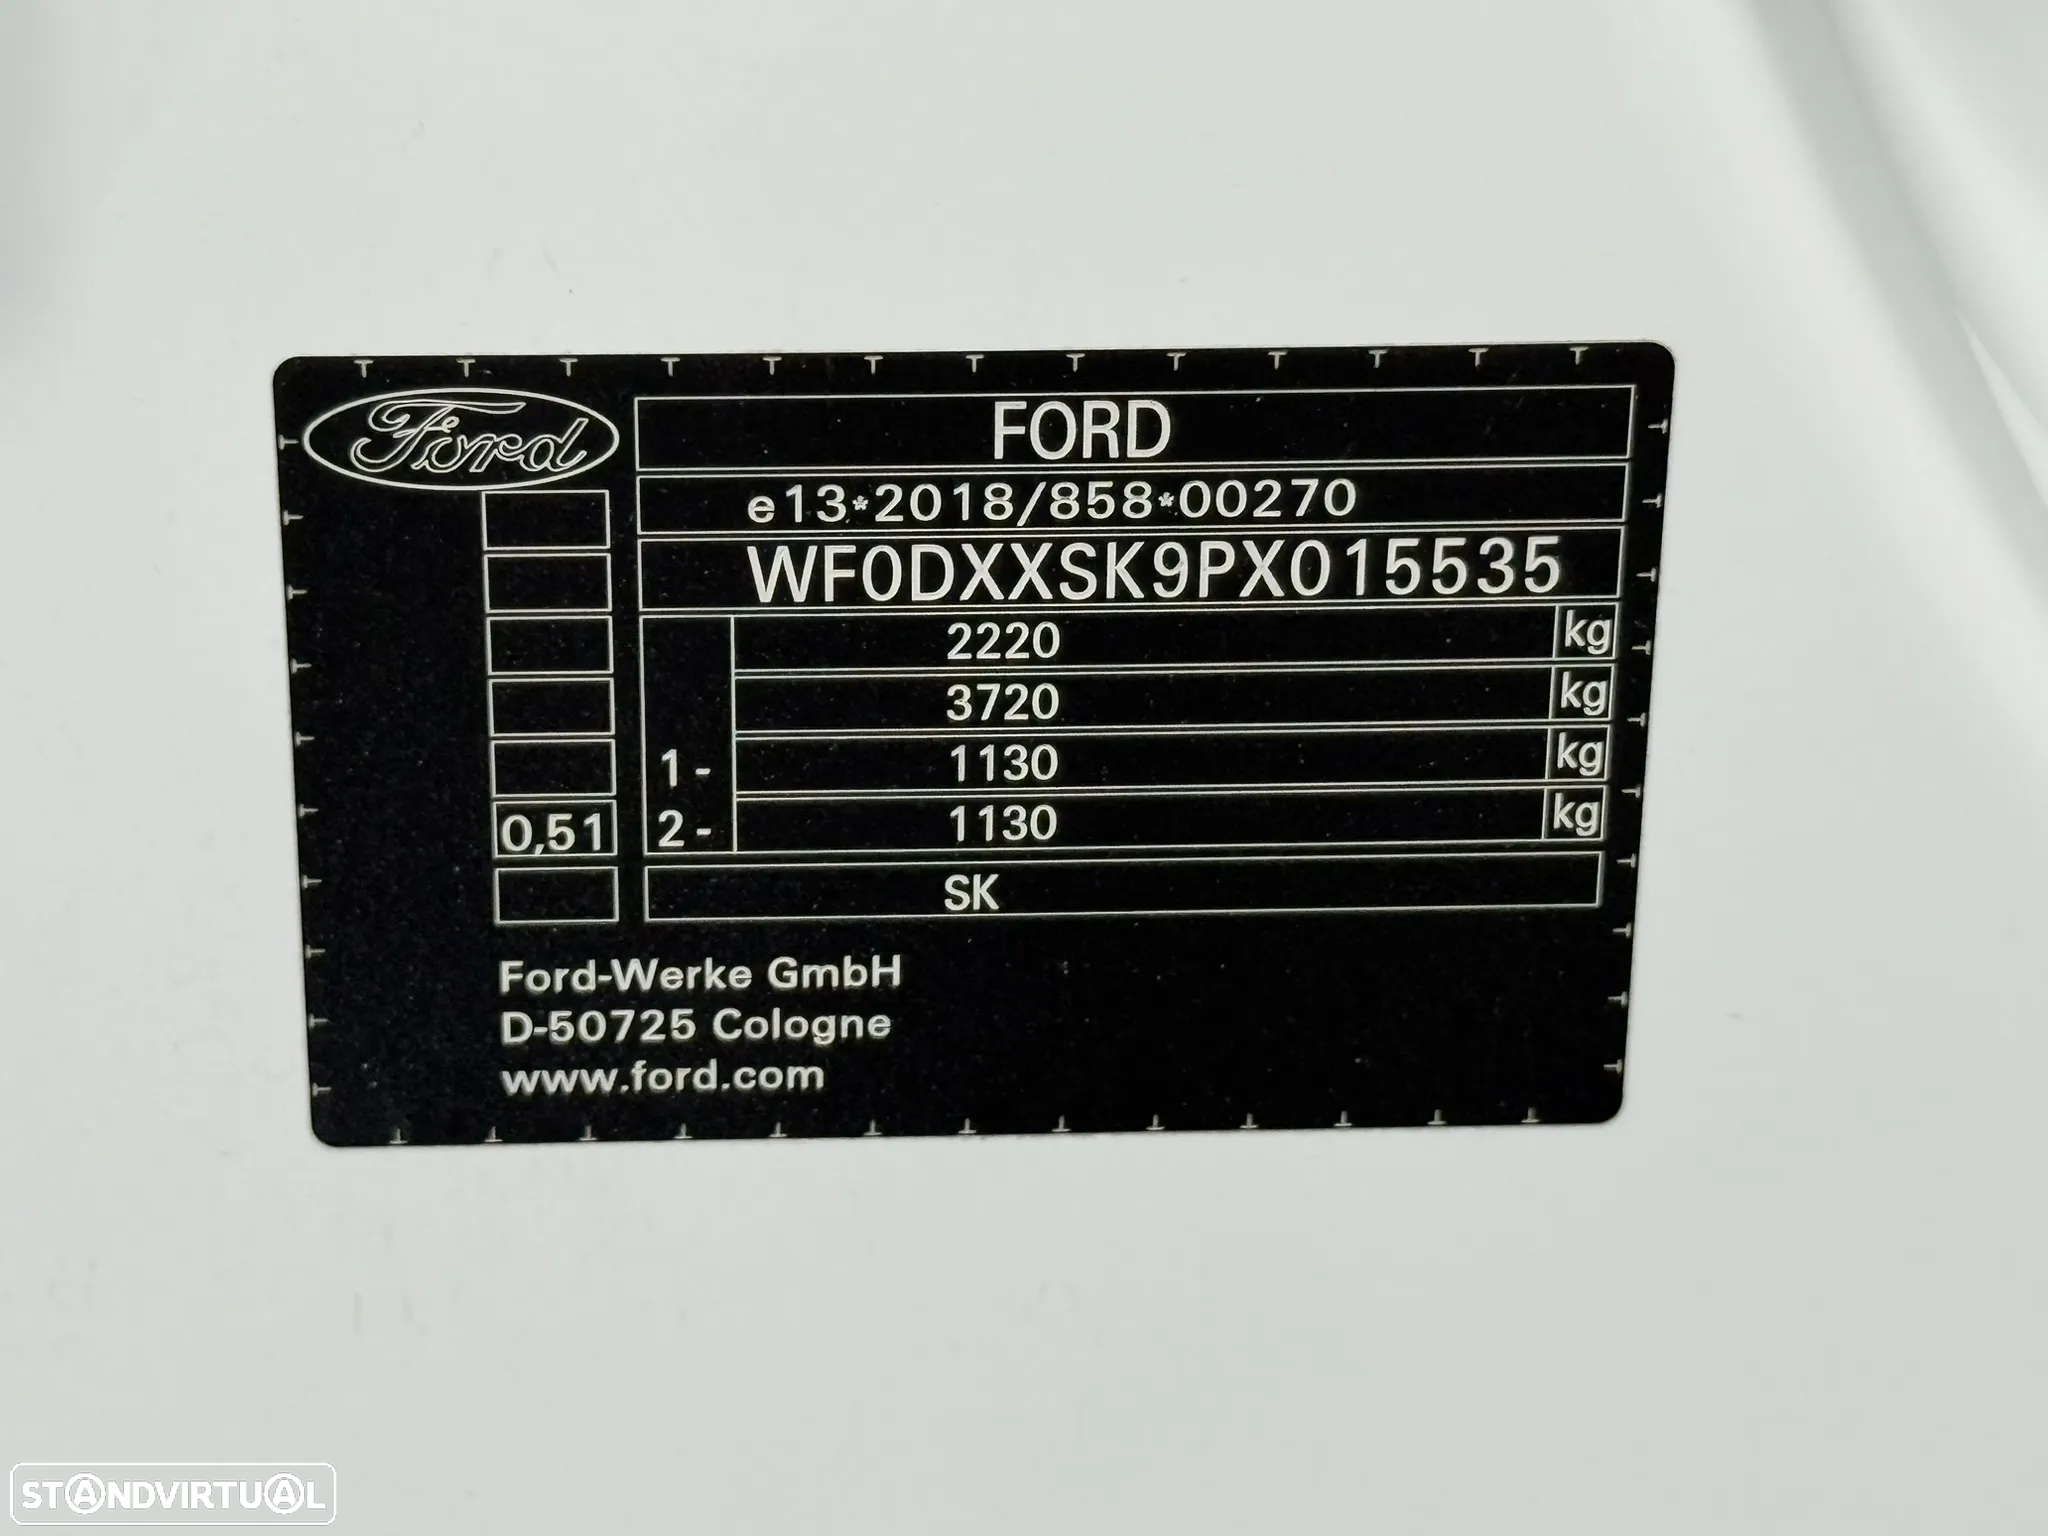 Ford
FORD
e13*2018/858*00270
WF0DXXSK9PX015535
2220 kg
3720 kg
1- 1130 kg
0,51 2- 1130 kg
SK
Ford-Werke GmbH
D-50725 Cologne
www.ford.com
STANDVIRTUAL